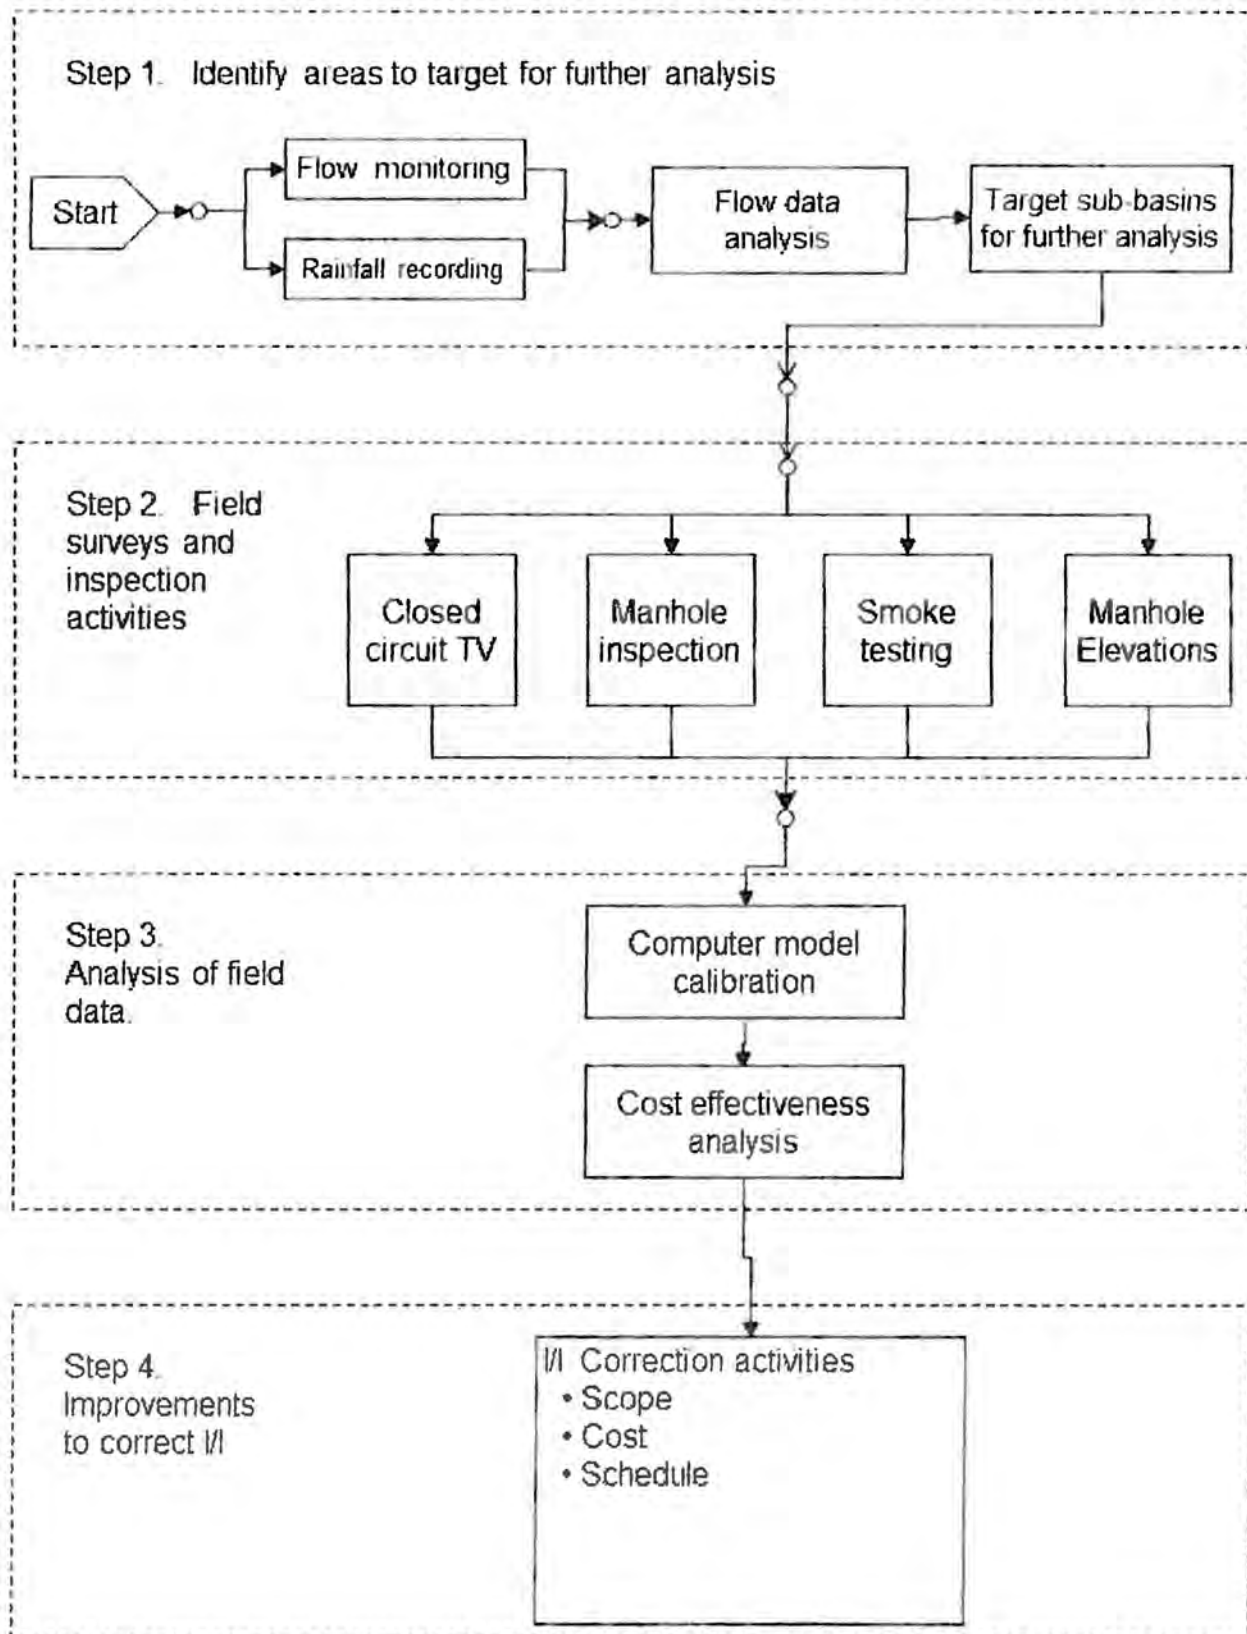 Step 1. Identify areas to target for further analysis
Start
Flow monitoring
Rainfall recording
Flow data
analysis
Target sub-basins
for further analysis
Step 2. Field
surveys and
inspection
activities
Closed
circuit TV
Manhole
inspection
Smoke
testing
Manhole
Elevations
Step 3.
Analysis of field
data.
Computer model
calibration
Cost effectiveness
analysis
Step 4.
Improvements
to correct I/I
I/I Correction activities
• Scope
• Cost
• Schedule